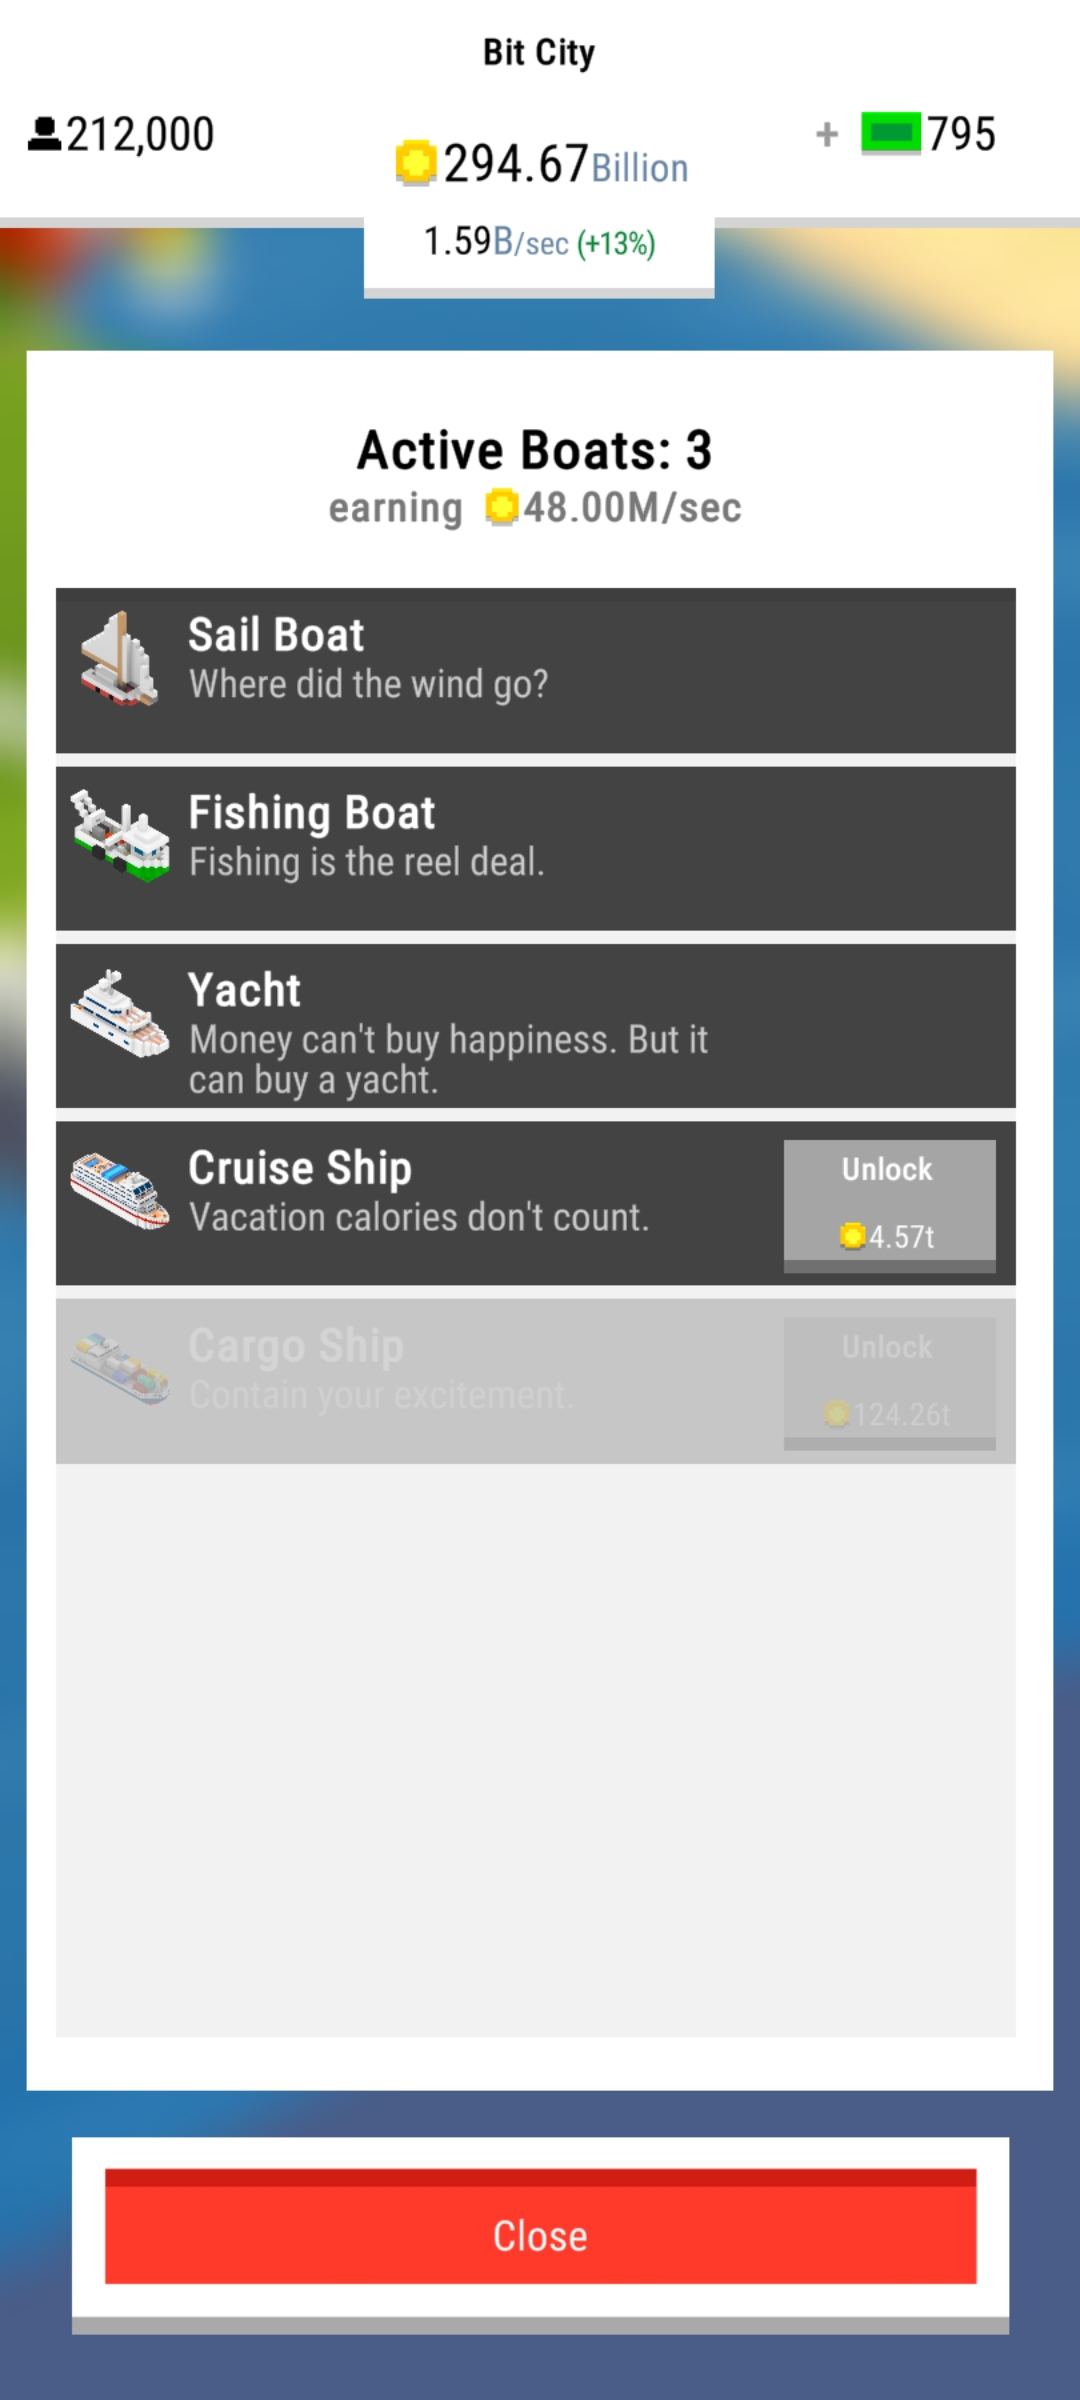 Bit City
212,000
+ 795
294.67Billion
1.59B/sec (+13%)
Active Boats: 3
earning 48.00M/sec
Sail Boat
Where did the wind go?
Fishing Boat
Fishing is the reel deal.
Yacht
Money can't buy happiness. But it
can buy a yacht.
Cruise Ship
Vacation calories don't count.
Unlock
4.57t
Cargo Ship
Contain your excitement.
Unlock
124.26t
Close